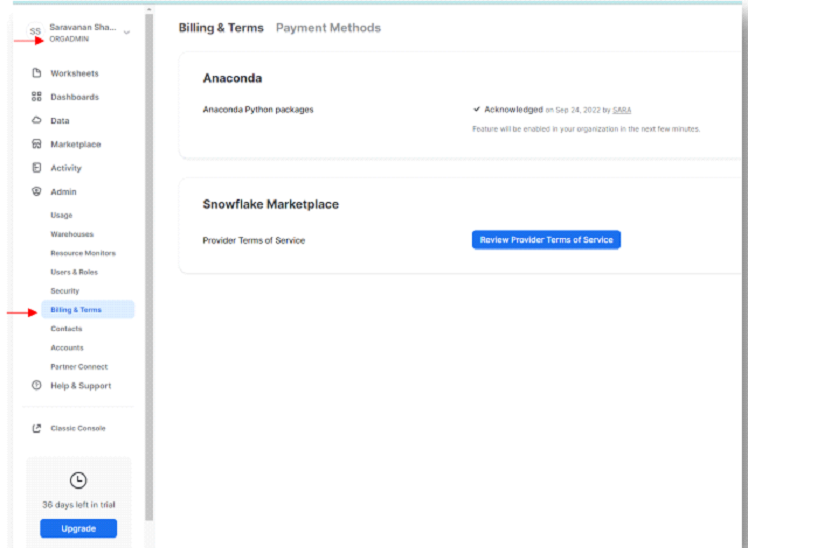 SS
Saravanan Sha...
ORGADMIN
Worksheets
Dashboards
Data
Marketplace
Activity
Admin
Usage
Warehouses
Resource Monitors
Users & Roles
Security
Billing & Terms
Contacts
Accounts
Partner Connect
Help & Support
Classic Console
36 days left in trial
Upgrade
Billing & Terms Payment Methods
Anaconda
Anaconda Python packages
Acknowledged on Sep 24, 2022 by SARA
Feature will be enabled in your organization in the next few minutes.
Snowflake Marketplace
Provider Terms of Service
Review Provider Terms of Service